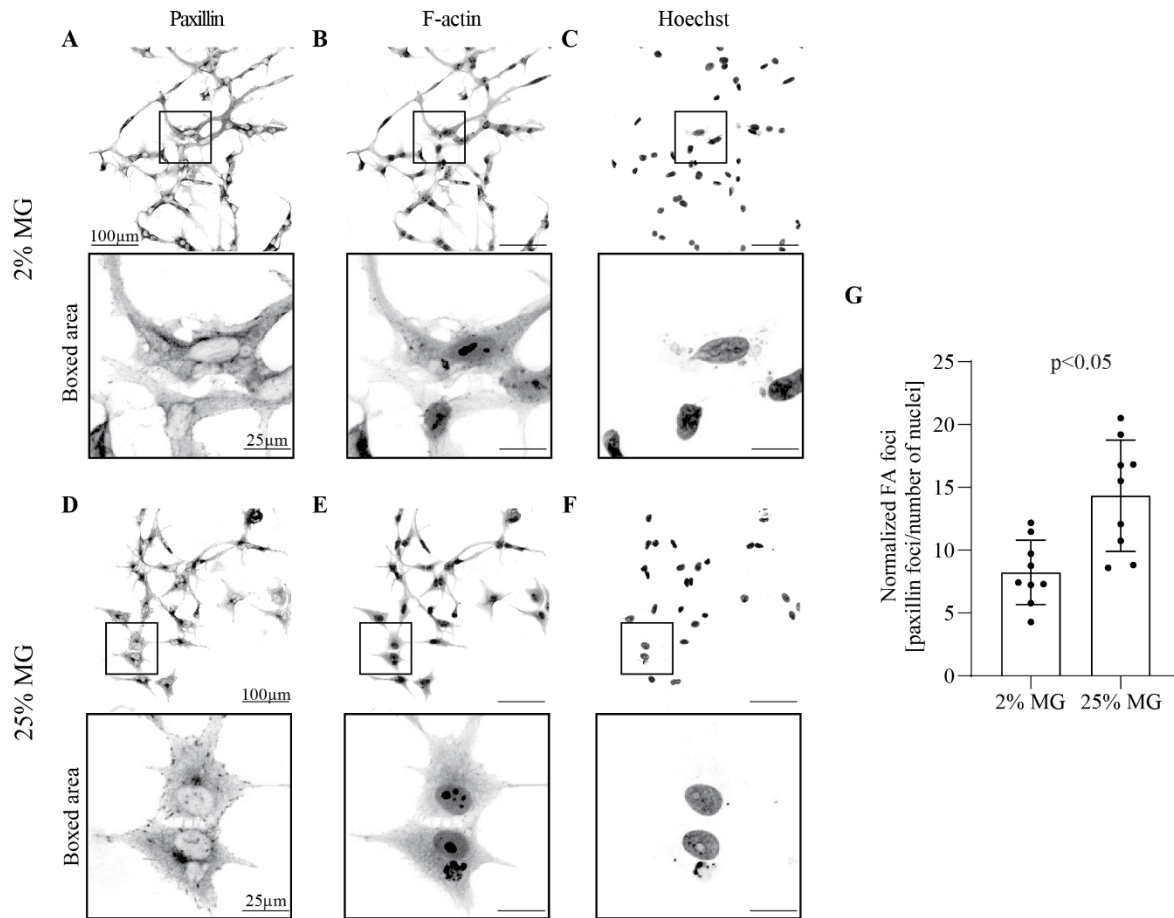 Paxillin
F-actin
Hoechst
A
B
C
2% MG
100µm
Boxed area
25µm
D
E
F
25% MG
100µm
Boxed area
25µm
G
p<0.05
Normalized FA foci
[paxillin foci/number of nuclei]
25
20
15
10
5
0
2% MG
25% MG